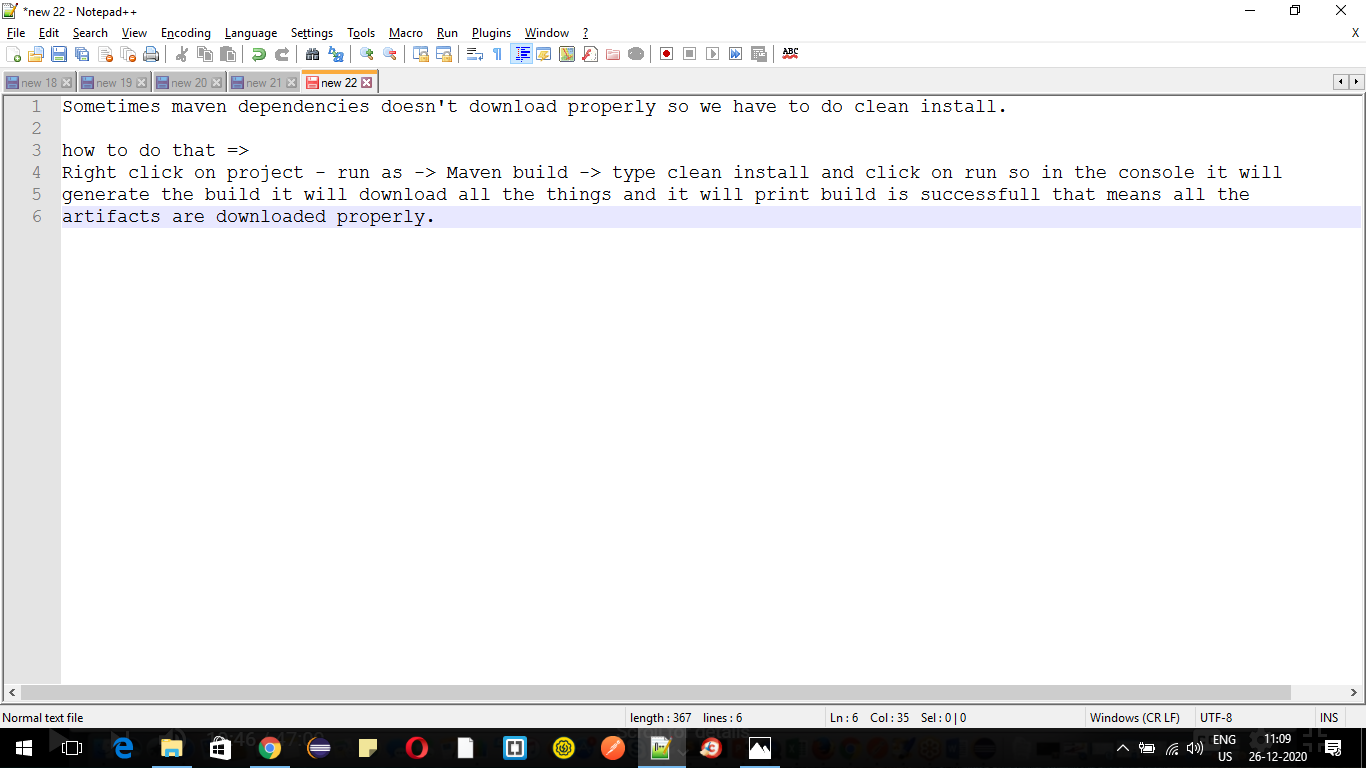 *new 22 - Notepad++
File Edit Search View Encoding Language Settings Tools Macro Run Plugins Window ? X
new 18 new 19 new 20 new 21 new 22
1 Sometimes maven dependencies doesn't download properly so we have to do clean install.
2
3 how to do that =>
4 Right click on project - run as -> Maven build -> type clean install and click on run so in the console it will
5 generate the build it will download all the things and it will print build is successfull that means all the
6 artifacts are downloaded properly.
Normal text file length : 367 lines : 6 Ln : 6 Col : 35 Sel : 0 | 0 Windows (CR LF) UTF-8 INS
ENG 11:09
US 26-12-2020